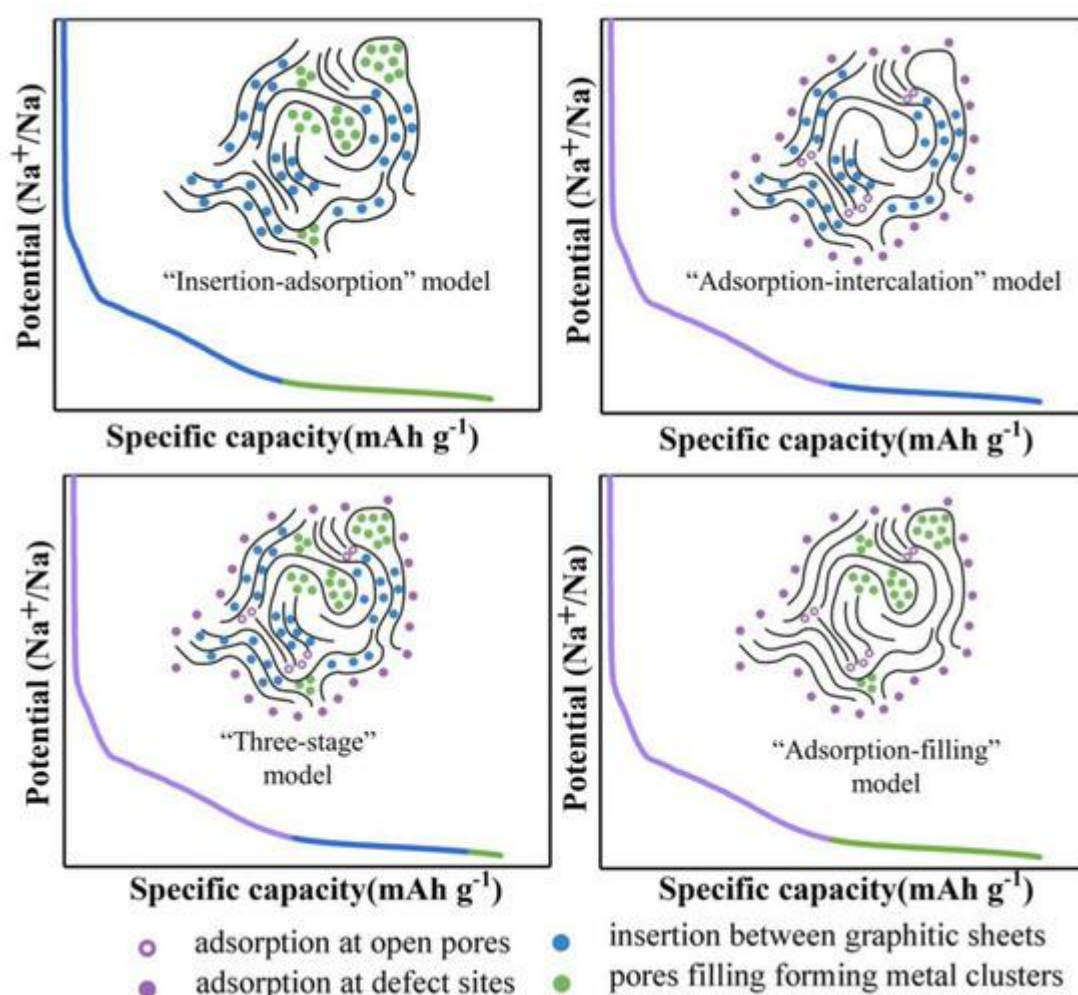 Potential (Na⁺/Na)
“Insertion-adsorption” model
Specific capacity(mAh g⁻¹)
Potential (Na⁺/Na)
“Adsorption-intercalation” model
Specific capacity(mAh g⁻¹)
Potential (Na⁺/Na)
“Three-stage”
model
Specific capacity(mAh g⁻¹)
Potential (Na⁺/Na)
“Adsorption-filling”
model
Specific capacity(mAh g⁻¹)
adsorption at open pores
insertion between graphitic sheets
adsorption at defect sites
pores filling forming metal clusters